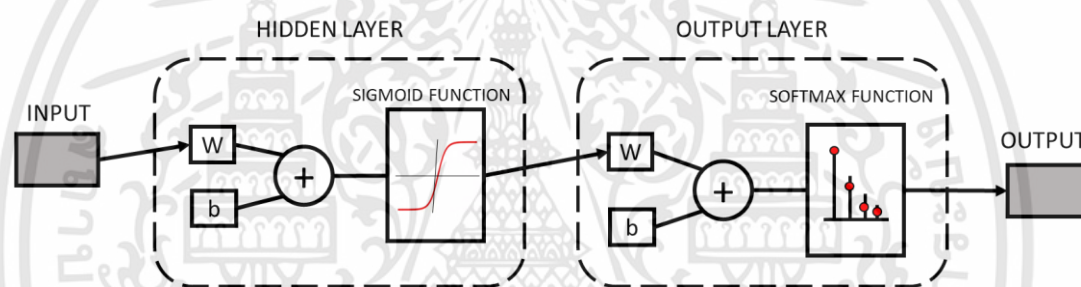 HIDDEN LAYER
OUTPUT LAYER
SIGMOID FUNCTION
SOFTMAX FUNCTION
INPUT
OUTPUT
W
b
+
W
b
+